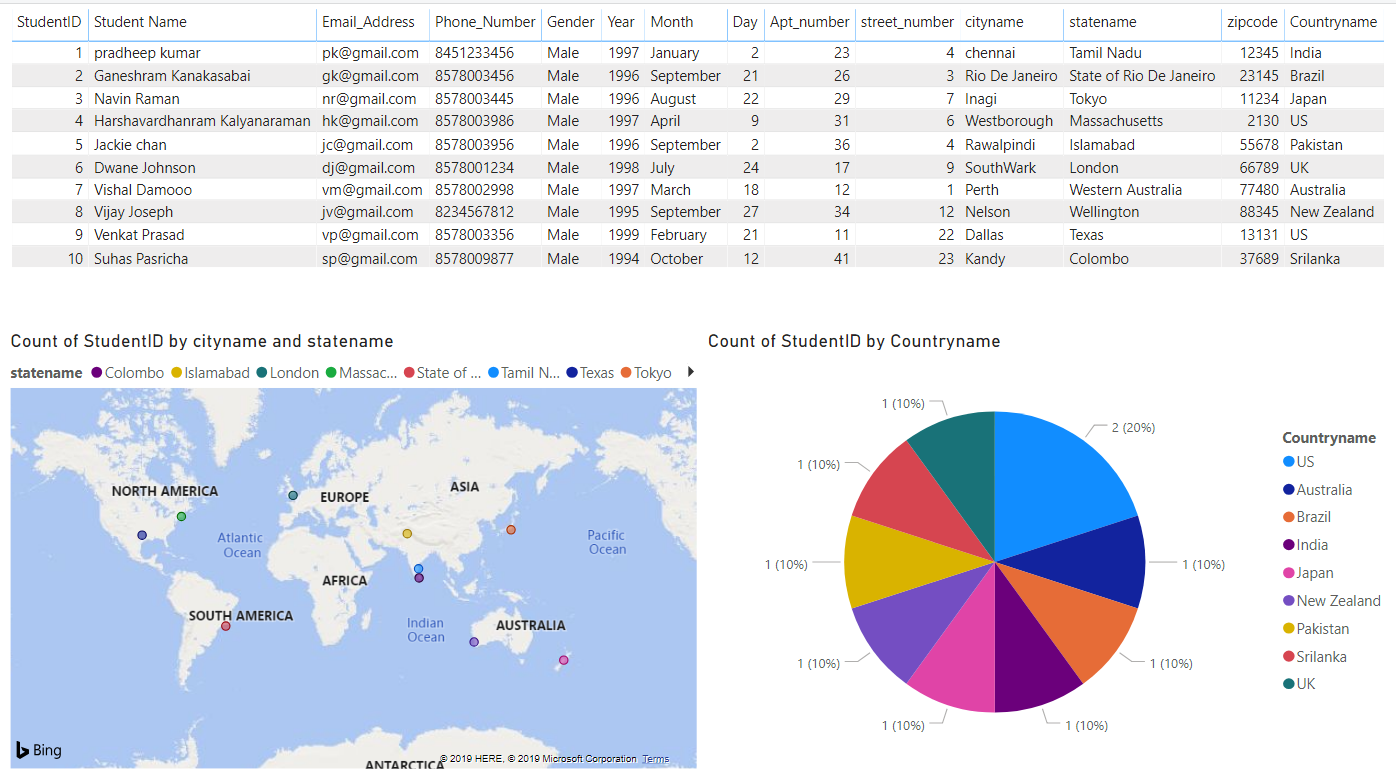 StudentID Student Name Email_Address Phone_Number Gender Year Month Day Apt_number street_number cityname statename zipcode Countryname
1 pradheep kumar pk@gmail.com 8451233456 Male 1997 January 2 23 4 chennai Tamil Nadu 12345 India
2 Ganeshram Kanakasabai gk@gmail.com 8578003456 Male 1996 September 21 26 3 Rio De Janeiro State of Rio De Janeiro 23145 Brazil
3 Navin Raman nr@gmail.com 8578003445 Male 1996 August 22 29 7 Inagi Tokyo 11234 Japan
4 Harshavardhanram Kalyanaraman hk@gmail.com 8578003986 Male 1997 April 9 31 6 Westborough Massachusetts 2130 US
5 Jackie chan jc@gmail.com 8578003956 Male 1996 September 2 36 4 Rawalpindi Islamabad 55678 Pakistan
6 Dwane Johnson dj@gmail.com 8578001234 Male 1998 July 24 17 9 SouthWark London 66789 UK
7 Vishal Damooo vm@gmail.com 8578002998 Male 1997 March 18 12 1 Perth Western Australia 77480 Australia
8 Vijay Joseph jv@gmail.com 8234567812 Male 1995 September 27 34 12 Nelson Wellington 88345 New Zealand
9 Venkat Prasad vp@gmail.com 8578003356 Male 1999 February 21 11 22 Dallas Texas 13131 US
10 Suhas Pasricha sp@gmail.com 8578009877 Male 1994 October 12 41 23 Kandy Colombo 37689 Srilanka
Count of StudentID by cityname and statename
statename Colombo Islamabad London Massac... State of ... Tamil N... Texas Tokyo
NORTH AMERICA
EUROPE
ASIA
Atlantic
Ocean
Pacific
Ocean
AFRICA
SOUTH AMERICA
Indian
Ocean
AUSTRALIA
Bing
© 2019 HERE, © 2019 Microsoft Corporation Terms
ANTARCTICA
Count of StudentID by Countryname
1 (10%)
2 (20%)
1 (10%)
1 (10%)
1 (10%)
1 (10%)
1 (10%)
1 (10%)
1 (10%)
Countryname
US
Australia
Brazil
India
Japan
New Zealand
Pakistan
Srilanka
UK